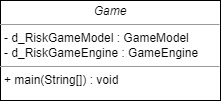 Game
- d_RiskGameModel : GameModel
- d_RiskGameEngine : GameEngine
+ main(String[]) : void